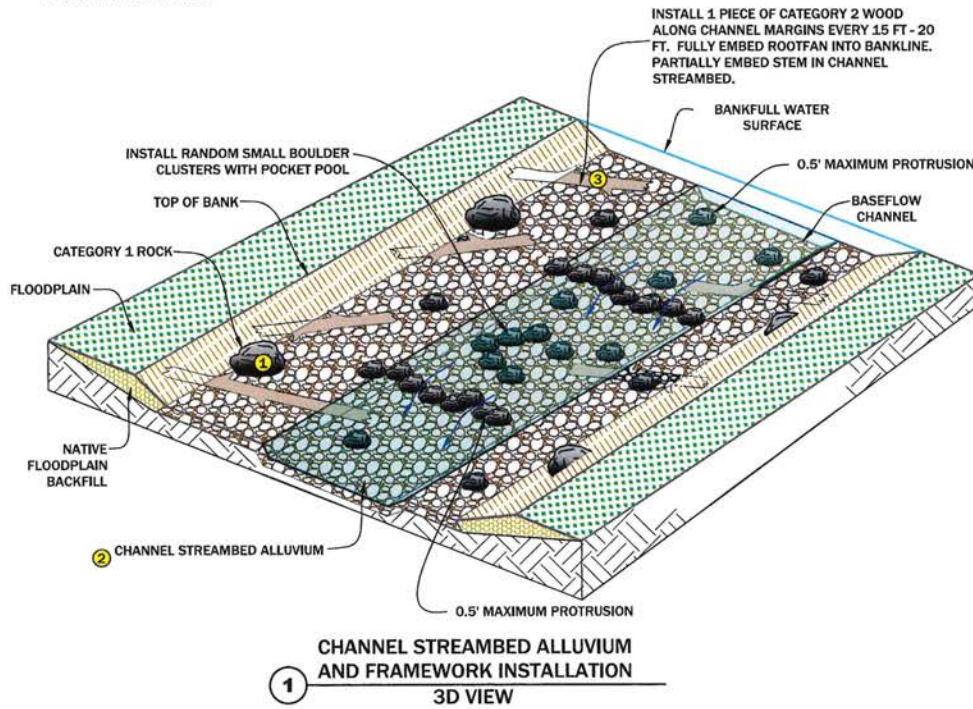 INSTALL 1 PIECE OF CATEGORY 2 WOOD
ALONG CHANNEL MARGINS EVERY 15 FT - 20
FT. FULLY EMBED ROOTFAN INTO BANKLINE.
PARTIALLY EMBED STEM IN CHANNEL
STREAMBED.
BANKFULL WATER
SURFACE
INSTALL RANDOM SMALL BOULDER
CLUSTERS WITH POCKET POOL
0.5' MAXIMUM PROTRUSION
TOP OF BANK
BASEFLOW
CHANNEL
CATEGORY 1 ROCK
FLOODPLAIN
3
1
NATIVE
FLOODPLAIN
BACKFILL
2 CHANNEL STREAMBED ALLUVIUM
0.5' MAXIMUM PROTRUSION
CHANNEL STREAMBED ALLUVIUM
AND FRAMEWORK INSTALLATION
1
3D VIEW